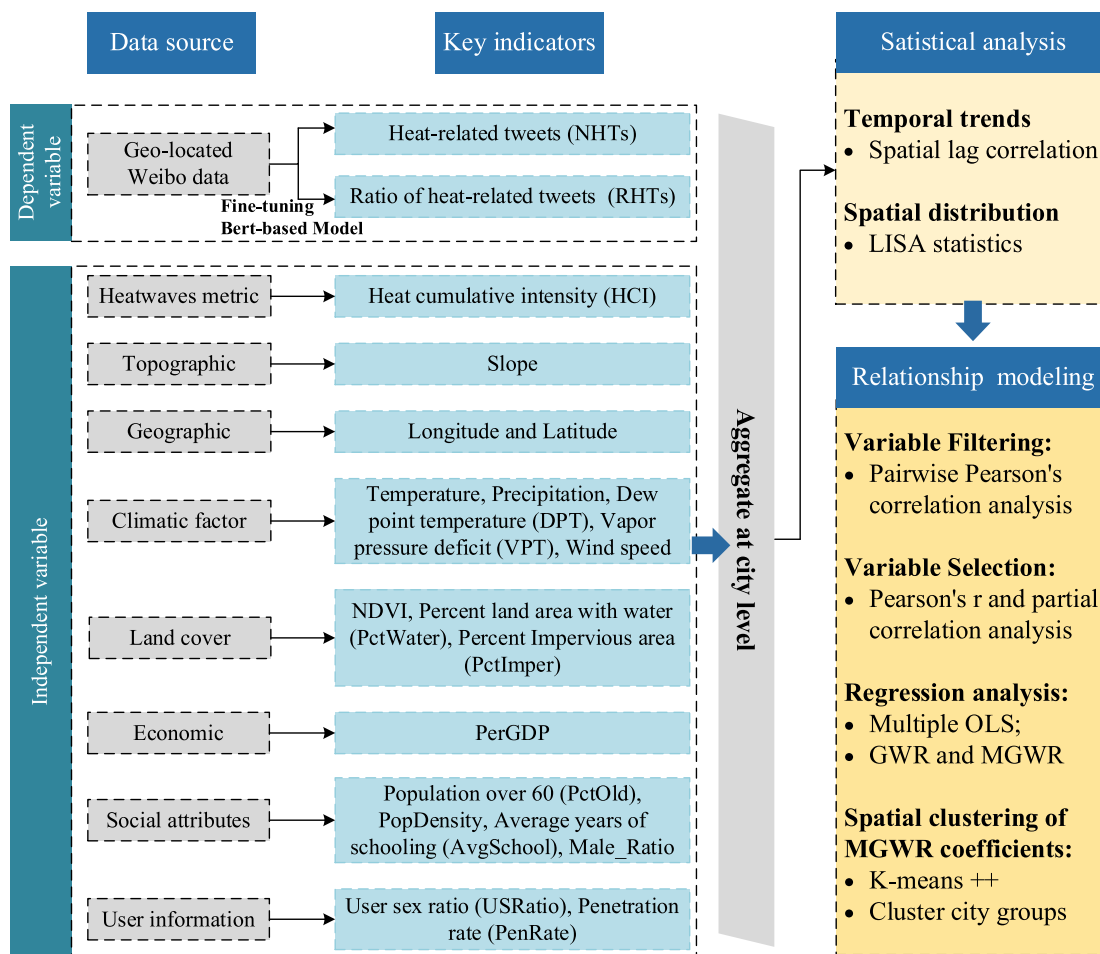 Data source
Key indicators
Satistical analysis
Dependent
variable
Geo-located
Weibo data
Fine-tuning
Bert-based Model
Heat-related tweets (NHTs)
Ratio of heat-related tweets (RHTs)
Independent variable
Heatwaves metric
Heat cumulative intensity (HCI)
Topographic
Slope
Geographic
Longitude and Latitude
Climatic factor
Temperature, Precipitation, Dew
point temperature (DPT), Vapor
pressure deficit (VPT), Wind speed
Land cover
NDVI, Percent land area with water
(PctWater), Percent Impervious area
(PctImper)
Economic
PerGDP
Social attributes
Population over 60 (PctOld),
PopDensity, Average years of
schooling (AvgSchool), Male_Ratio
User information
User sex ratio (USRatio), Penetration
rate (PenRate)
Aggregate at city level
Temporal trends
• Spatial lag correlation
Spatial distribution
• LISA statistics
Relationship modeling
Variable Filtering:
• Pairwise Pearson's
correlation analysis
Variable Selection:
• Pearson's r and partial
correlation analysis
Regression analysis:
• Multiple OLS;
• GWR and MGWR
Spatial clustering of
MGWR coefficients:
• K-means ++
• Cluster city groups